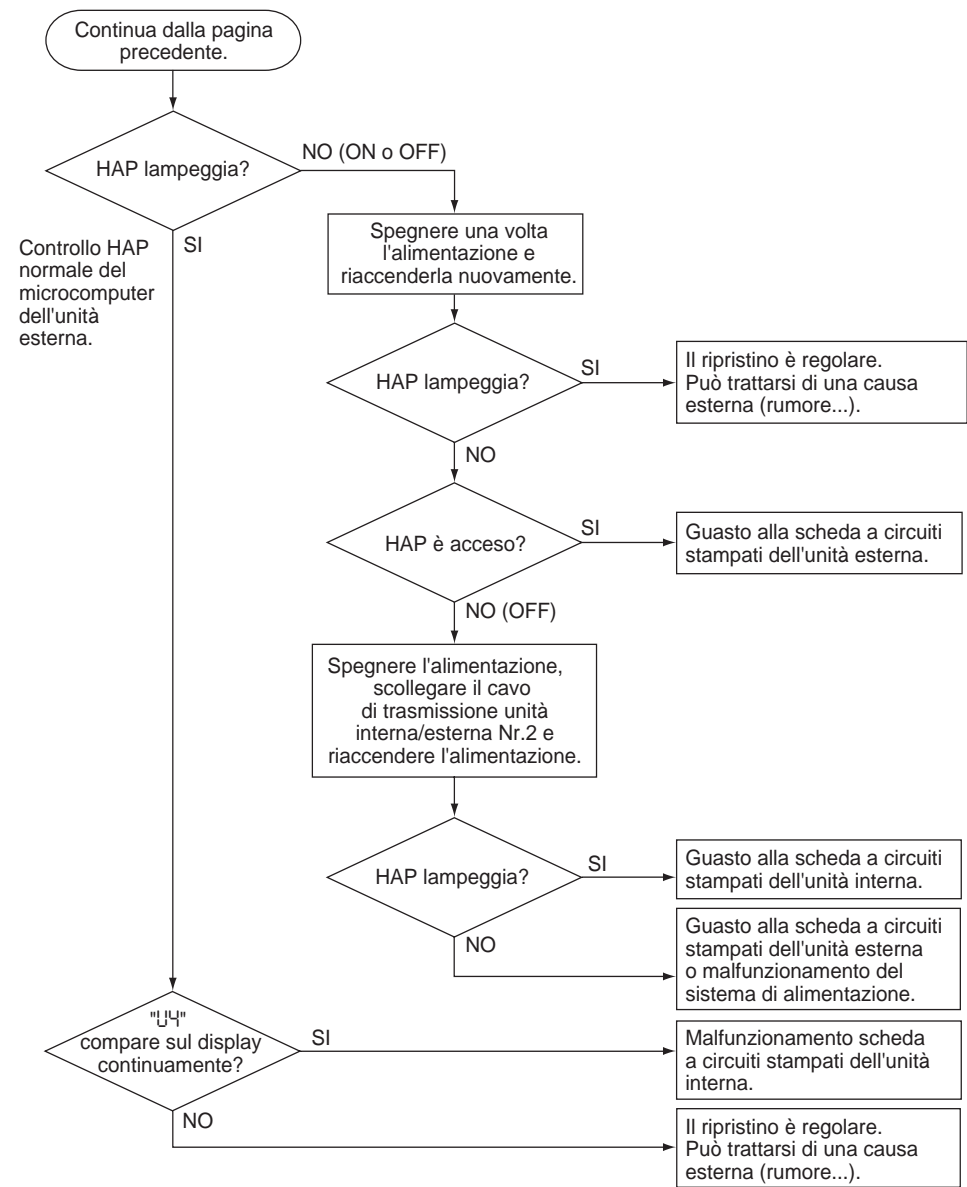 Continua dalla pagina
precedente.
HAP lampeggia?
NO (ON o OFF)
SI
Controllo HAP
normale del
microcomputer
dell'unità
esterna.
Spegnere una volta
l'alimentazione e
riaccenderla nuovamente.
HAP lampeggia?
SI
Il ripristino è regolare.
Può trattarsi di una causa
esterna (rumore...).
NO
HAP è acceso?
SI
Guasto alla scheda a circuiti
stampati dell'unità esterna.
NO (OFF)
Spegnere l'alimentazione,
scollegare il cavo
di trasmissione unità
interna/esterna Nr.2 e
riaccendere l'alimentazione.
HAP lampeggia?
SI
Guasto alla scheda a circuiti
stampati dell'unità interna.
NO
Guasto alla scheda a circuiti
stampati dell'unità esterna
o malfunzionamento del
sistema di alimentazione.
"U4"
compare sul display
continuamente?
SI
Malfunzionamento scheda
a circuiti stampati dell'unità
interna.
NO
Il ripristino è regolare.
Può trattarsi di una causa
esterna (rumore...).